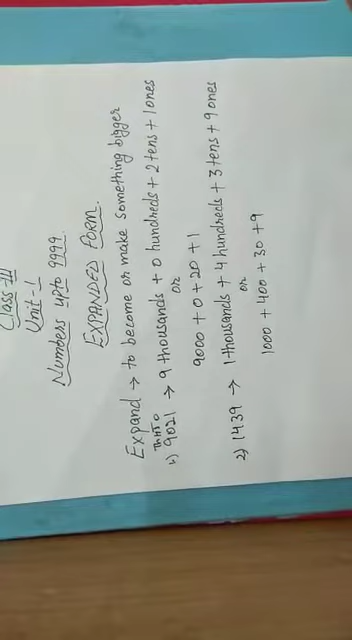 Class-III
Unit-1
Numbers upto 9999.
EXPANDED FORM.
Expand → to become or make something bigger
Th H T O
1) 9021 → 9 thousands + 0 hundreds + 2 tens + 1 ones
or
9000 + 0 + 20 + 1
2) 1439 → 1 thousands + 4 hundreds + 3 tens + 9 ones
or
1000 + 400 + 30 + 9